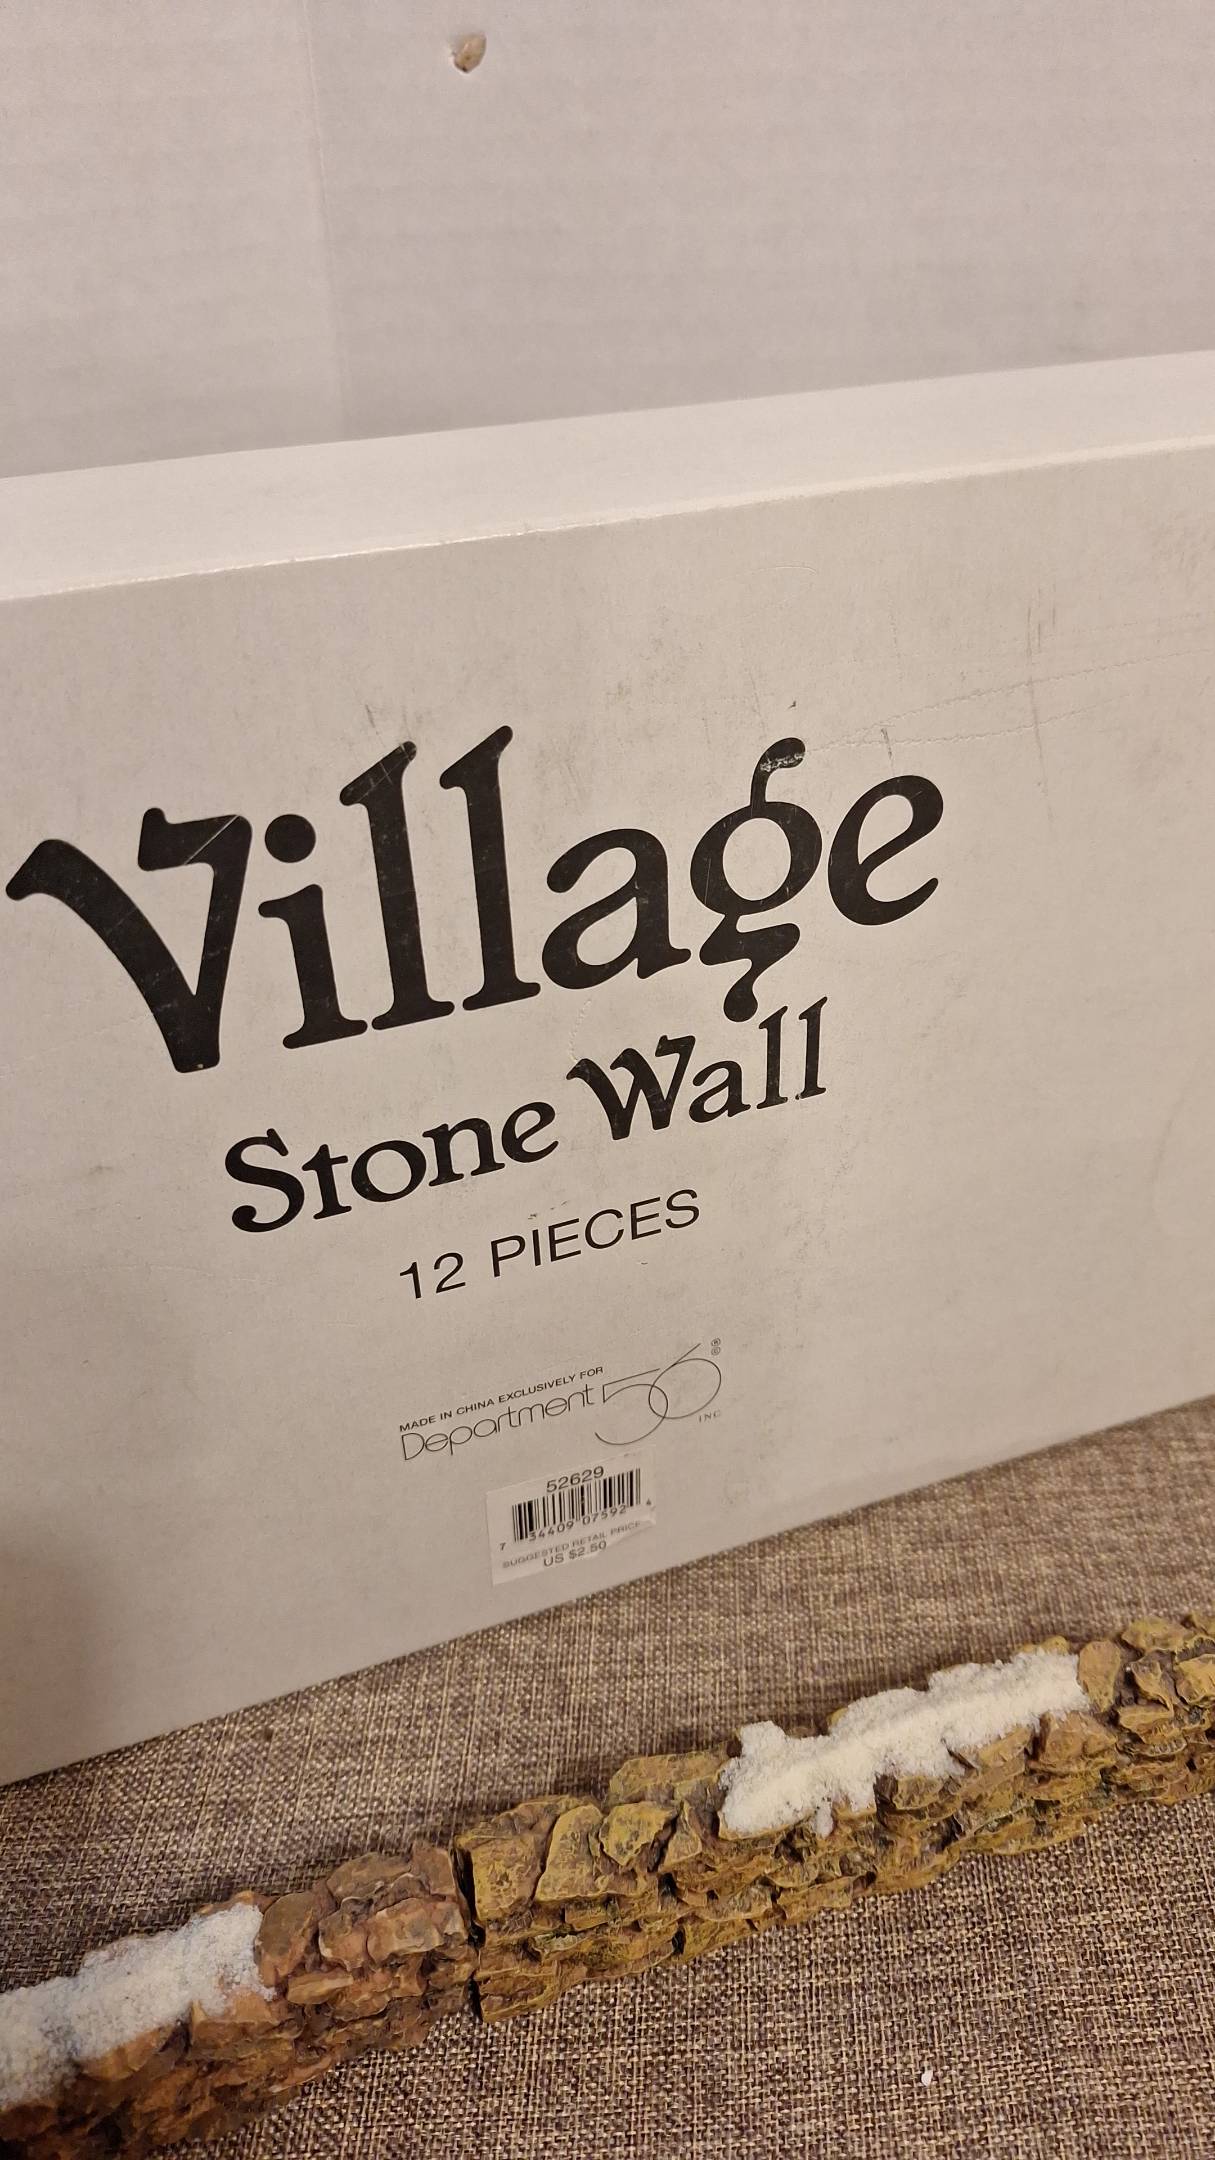 Village
Stone Wall
12 PIECES
MADE IN CHINA EXCLUSIVELY FOR
Department 56®
INC
52629
7 34409 07592 4
SUGGESTED RETAIL PRICE
US $2.50